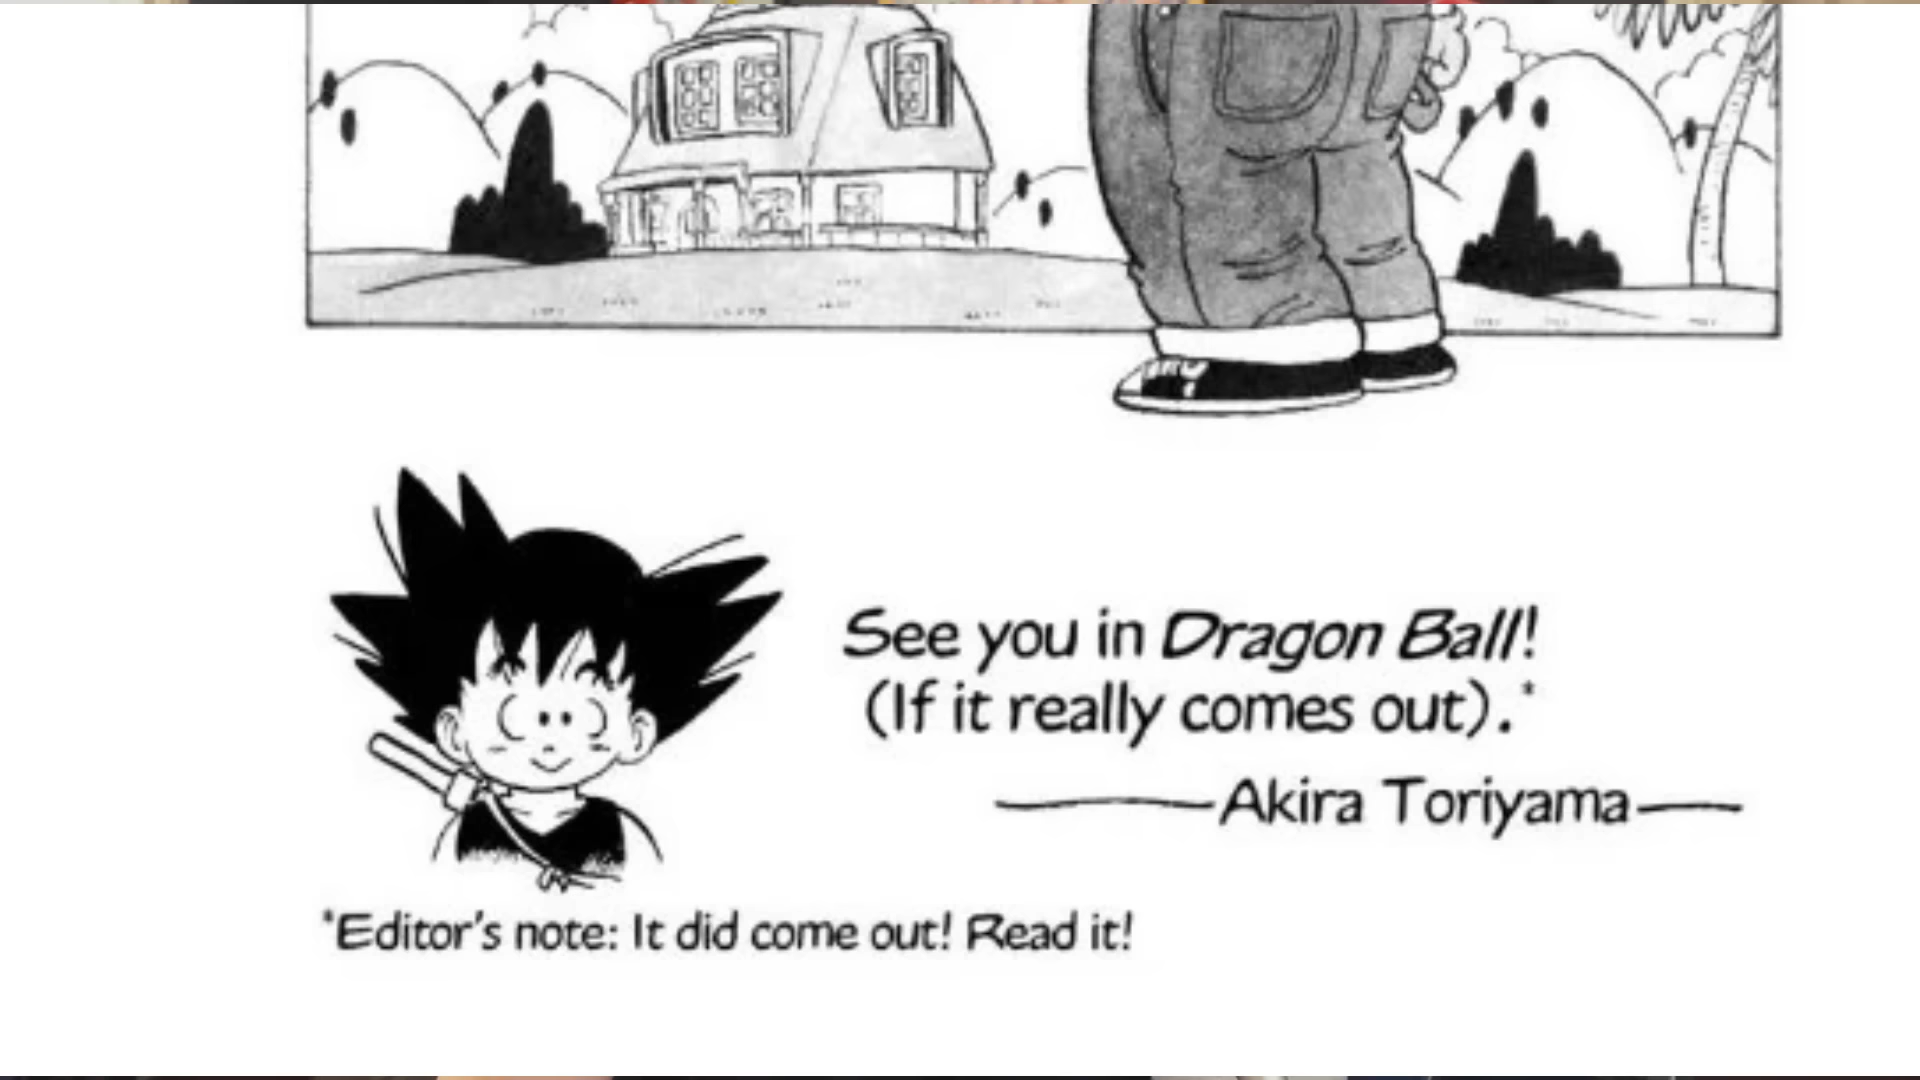 See you in Dragon Ball!
(If it really comes out).*
Akira Toriyama
*Editor's note: It did come out! Read it!